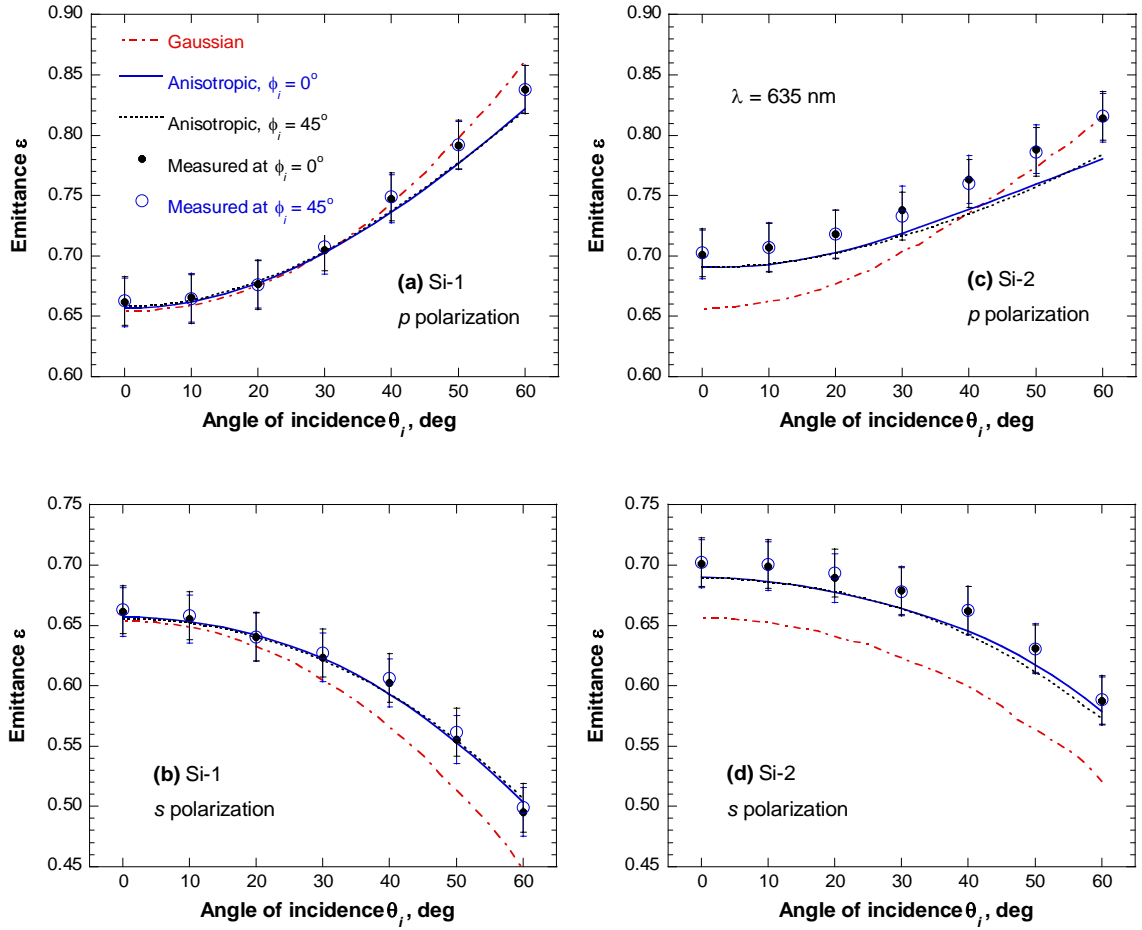 0.90
0.85
0.80
0.75
0.70
0.65
0.60
Emittance ε
Gaussian
Anisotropic, ϕi = 0°
Anisotropic, ϕi = 45°
Measured at ϕi = 0°
Measured at ϕi = 45°
(a) Si-1
p polarization
0 10 20 30 40 50 60
Angle of incidence θi, deg
0.90
0.85
0.80
0.75
0.70
0.65
0.60
Emittance ε
λ = 635 nm
(c) Si-2
p polarization
0 10 20 30 40 50 60
Angle of incidence θi, deg
0.75
0.70
0.65
0.60
0.55
0.50
0.45
Emittance ε
(b) Si-1
s polarization
0 10 20 30 40 50 60
Angle of incidence θi, deg
0.75
0.70
0.65
0.60
0.55
0.50
0.45
Emittance ε
(d) Si-2
s polarization
0 10 20 30 40 50 60
Angle of incidence θi, deg